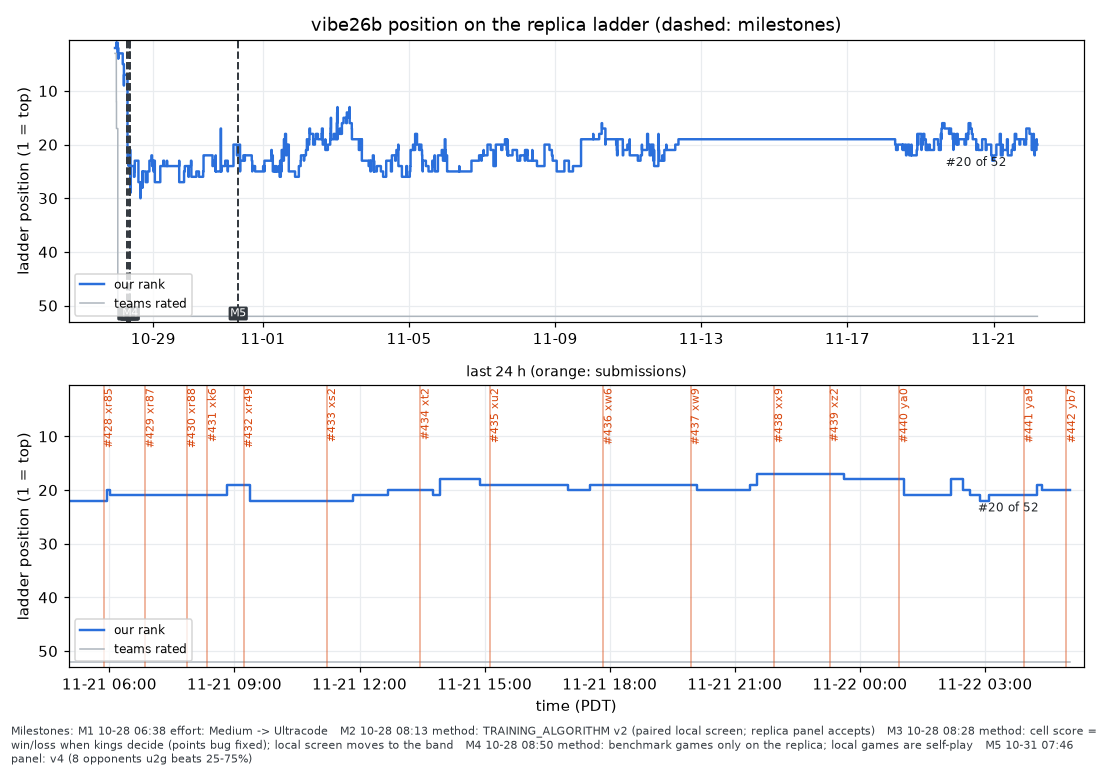 vibe26b position on the replica ladder (dashed: milestones)
ladder position (1 = top)
10
20
30
40
50
#20 of 52
our rank
teams rated
M4
M5
10-29
11-01
11-05
11-09
11-13
11-17
11-21
last 24 h (orange: submissions)
ladder position (1 = top)
10
20
30
40
50
#428 xr85
#429 xr87
#430 xr88
#431 xk6
#432 xr49
#433 xs2
#434 xt2
#435 xu2
#436 xw6
#437 xw9
#438 xx9
#439 xz2
#440 ya0
#441 ya9
#442 yb7
#20 of 52
our rank
teams rated
11-21 06:00
11-21 09:00
11-21 12:00
11-21 15:00
11-21 18:00
11-21 21:00
11-22 00:00
11-22 03:00
time (PDT)
Milestones: M1 10-28 06:38 effort: Medium -> Ultracode M2 10-28 08:13 method: TRAINING_ALGORITHM v2 (paired local screen; replica panel accepts) M3 10-28 08:28 method: cell score =
win/loss when kings decide (points bug fixed); local screen moves to the band M4 10-28 08:50 method: benchmark games only on the replica; local games are self-play M5 10-31 07:46
panel: v4 (8 opponents u2g beats 25-75%)